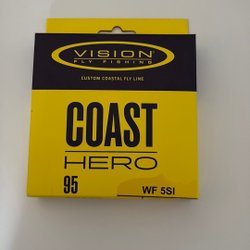 VISION
FLY FISHING
CUSTOM COASTAL FLY LINE
COAST
HERO
95
WF 5SI